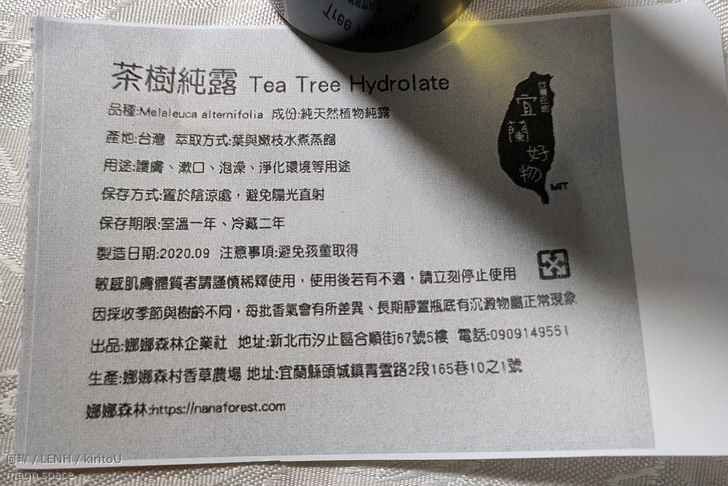 Tree Hydrolate
茶樹純露 Tea Tree Hydrolate
品種:Melaleuca alternifolia 成份:純天然植物純露
產地:台灣 萃取方式:葉與嫩枝水煮蒸餾
用途:護膚、漱口、泡澡、淨化環境等用途
保存方式:置於陰涼處，避免陽光直射
保存期限:室溫一年、冷藏二年
製造日期:2020.09 注意事項:避免孩童取得
敏感肌膚體質者請謹慎稀釋使用，使用後若有不適，請立刻停止使用
因採收季節與樹齡不同，每批香氣會有所差異、長期靜置瓶底有沉澱物屬正常現象
出品:娜娜森林企業社 地址:新北市汐止區合順街67號5樓 電話:0909149551
生產:娜娜森村香草農場 地址:宜蘭縣頭城鎮青雲路2段165巷10之1號
娜娜森林:https://nanaforest.com
宜蘭
好物
MIT
/ LENH / kiritoU